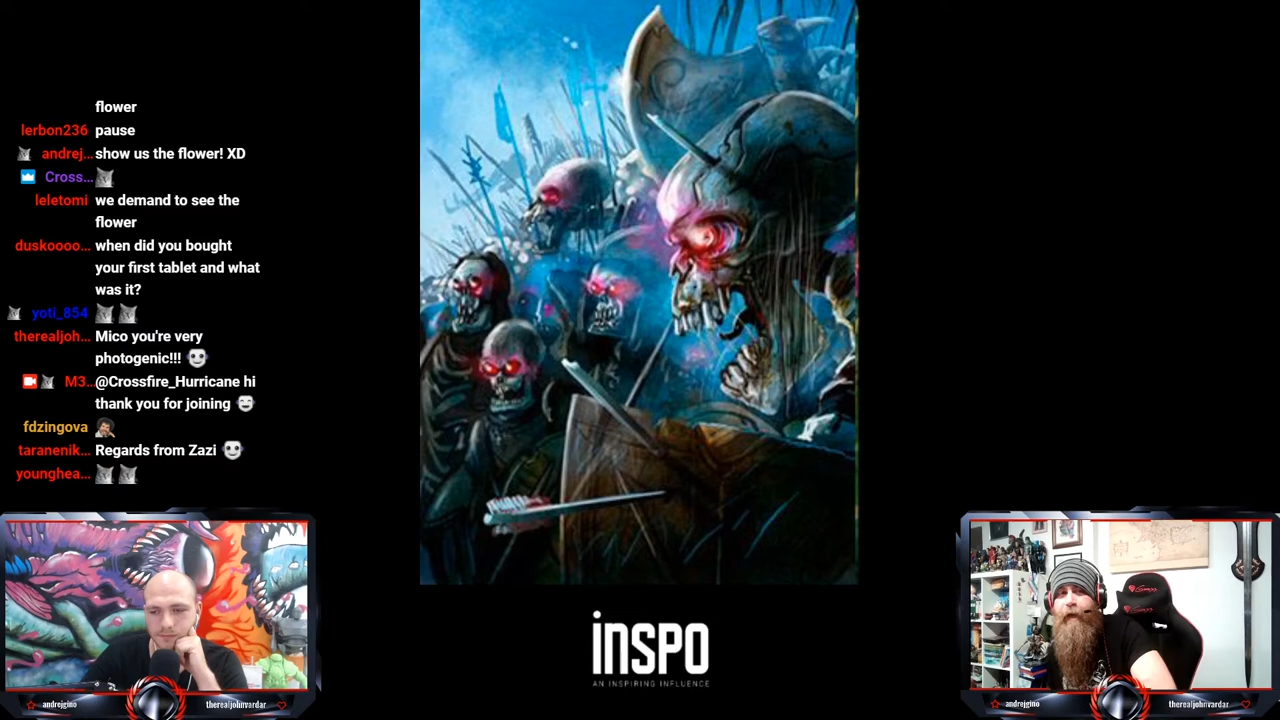 flower
lerbon236 pause
andrej... show us the flower! XD
Cross...
leletomi we demand to see the
flower
duskoooo... when did you bought
your first tablet and what
was it?
yoti_854
therealjoh... Mico you're very
photogenic!!!
M3... @Crossfire_Hurricane hi
thank you for joining
fdzingova
taranenik... Regards from Zazi
younghea...
inspo
AN INSPIRING INFLUENCE
andrejgino therealjohnvardar
andrejgino therealjohnvardar